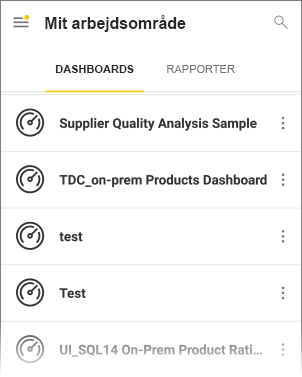 Mit arbejdsområde
DASHBOARDS RAPPORTER
Supplier Quality Analysis Sample
TDC_on-prem Products Dashboard
test
Test
UI_SQL14 On-Prem Product Rati...